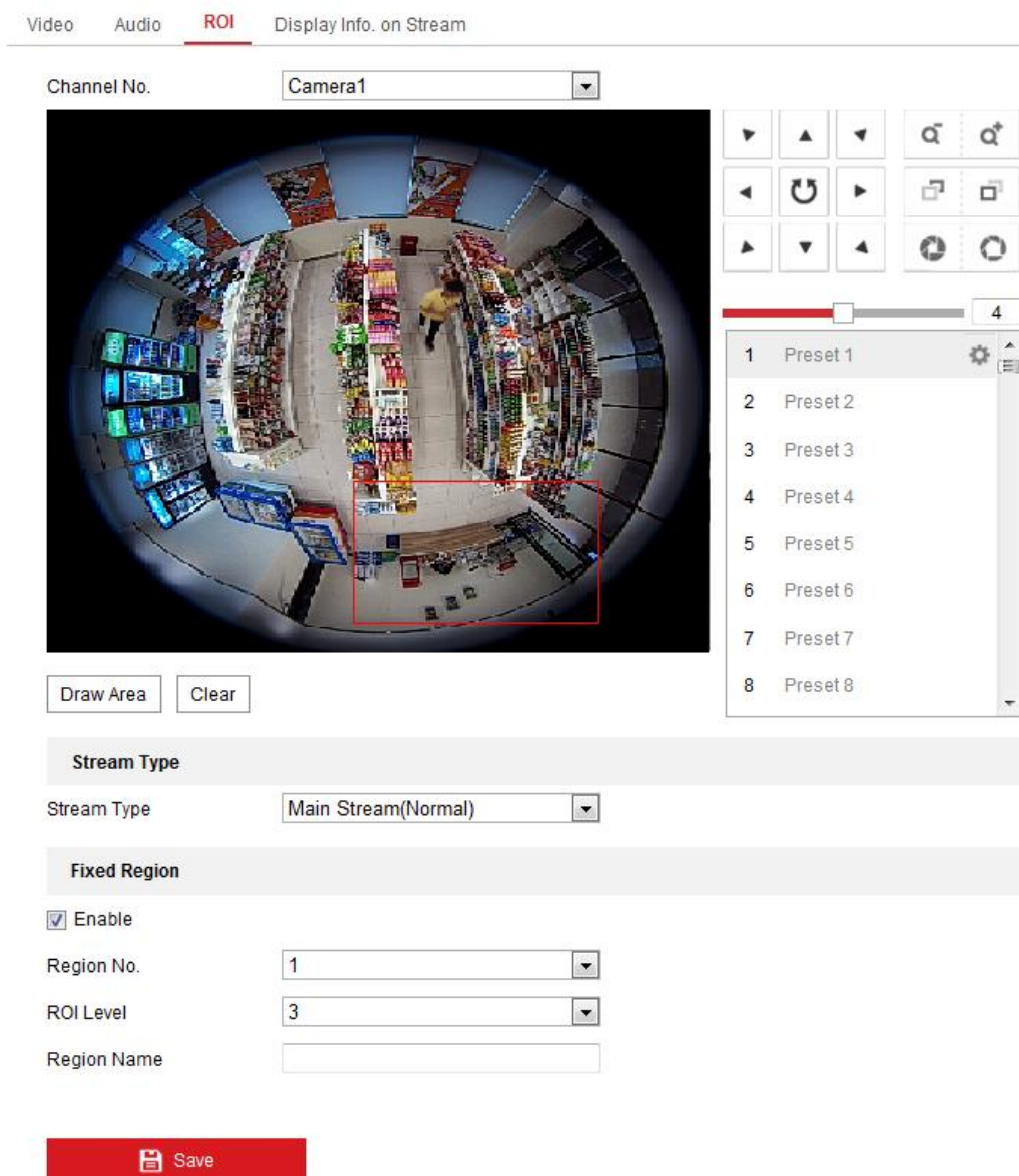 Video Audio ROI Display Info. on Stream
Channel No. Camera1
4
1 Preset 1
2 Preset 2
3 Preset 3
4 Preset 4
5 Preset 5
6 Preset 6
7 Preset 7
8 Preset 8
Draw Area Clear
Stream Type
Stream Type Main Stream(Normal)
Fixed Region
Enable
Region No. 1
ROI Level 3
Region Name
Save